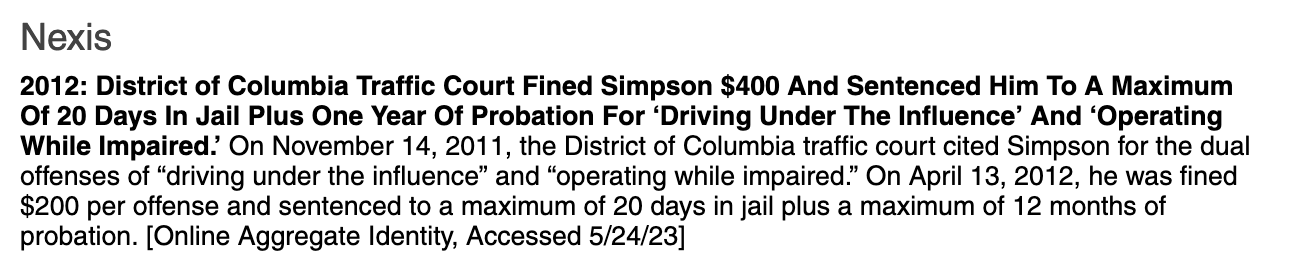 Nexis
2012: District of Columbia Traffic Court Fined Simpson $400 And Sentenced Him To A Maximum
Of 20 Days In Jail Plus One Year Of Probation For ‘Driving Under The Influence’ And ‘Operating
While Impaired.’ On November 14, 2011, the District of Columbia traffic court cited Simpson for the dual
offenses of “driving under the influence” and “operating while impaired.” On April 13, 2012, he was fined
$200 per offense and sentenced to a maximum of 20 days in jail plus a maximum of 12 months of
probation. [Online Aggregate Identity, Accessed 5/24/23]